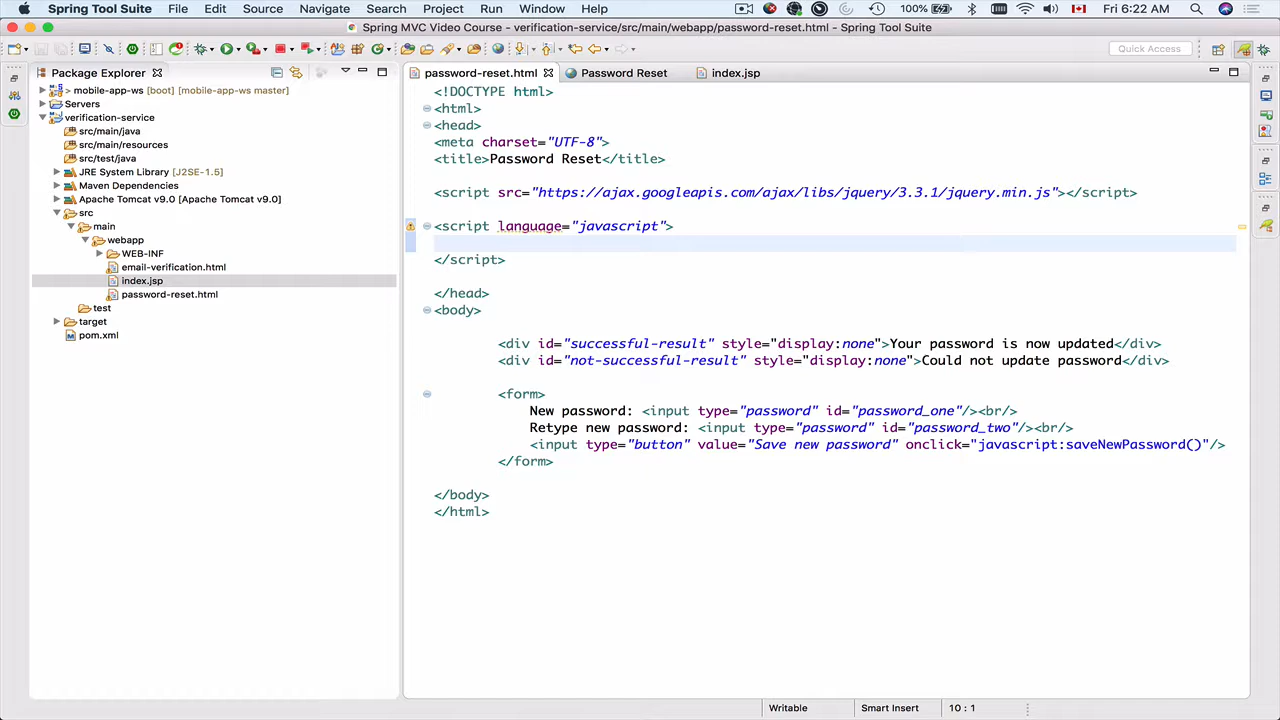 Spring Tool Suite File Edit Source Navigate Search Project Run Window Help 100% Fri 6:22 AM
Spring MVC Video Course - verification-service/src/main/webapp/password-reset.html - Spring Tool Suite
Quick Access
Package Explorer
> mobile-app-ws [boot] [mobile-app-ws master]
Servers
verification-service
src/main/java
src/main/resources
src/test/java
JRE System Library [J2SE-1.5]
Maven Dependencies
Apache Tomcat v9.0 [Apache Tomcat v9.0]
src
main
webapp
WEB-INF
email-verification.html
index.jsp
password-reset.html
test
target
pom.xml
password-reset.html Password Reset index.jsp
<!DOCTYPE html>
<html>
<head>
<meta charset="UTF-8">
<title>Password Reset</title>
<script src="https://ajax.googleapis.com/ajax/libs/jquery/3.3.1/jquery.min.js"></script>
<script language="javascript">
</script>
</head>
<body>
<div id="successful-result" style="display:none">Your password is now updated</div>
<div id="not-successful-result" style="display:none">Could not update password</div>
<form>
New password: <input type="password" id="password_one"/><br/>
Retype new password: <input type="password" id="password_two"/><br/>
<input type="button" value="Save new password" onclick="javascript:saveNewPassword()"/>
</form>
</body>
</html>
Writable Smart Insert 10 : 1